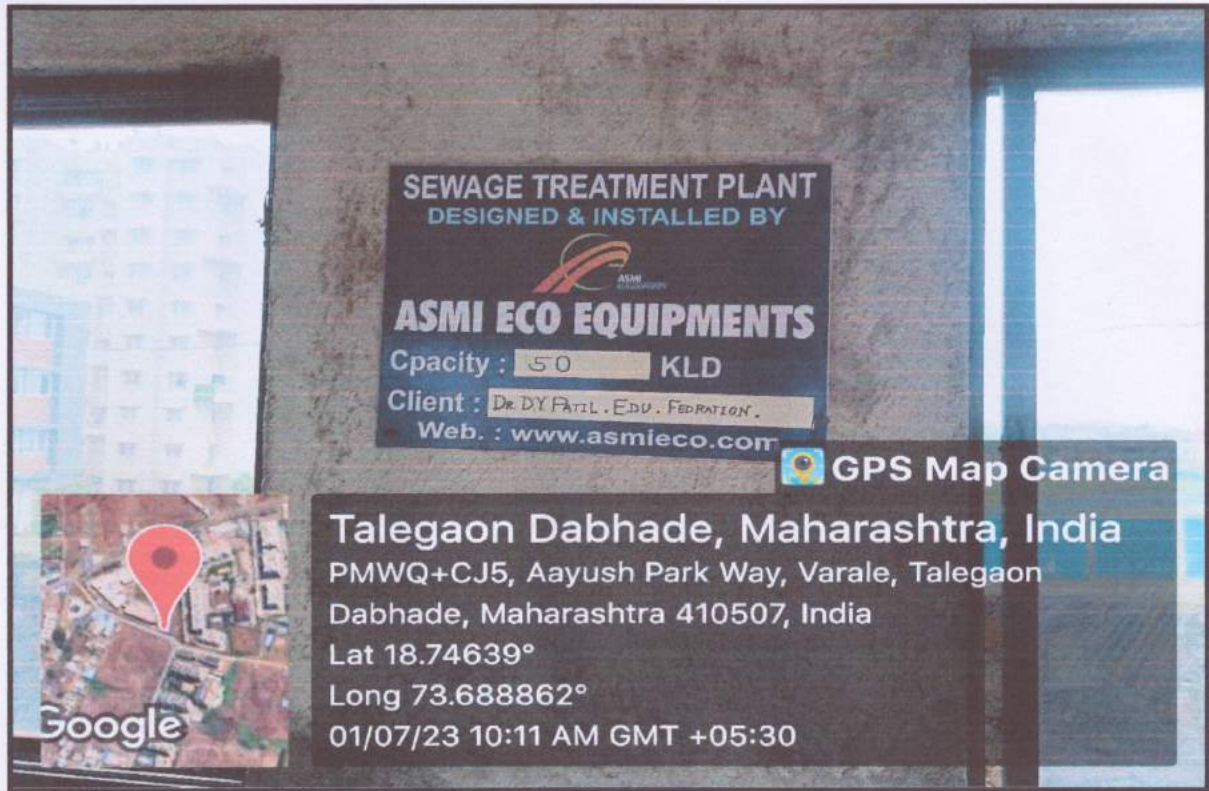 SEWAGE TREATMENT PLANT
DESIGNED & INSTALLED BY
ASMI
ASMI ECO EQUIPMENTS
Cpacity : 50 KLD
Client : DR. D.Y PATIL. EDU. FEDRATION.
Web. : www.asmieco.com
GPS Map Camera
Talegaon Dabhade, Maharashtra, India
PMWQ+CJ5, Aayush Park Way, Varale, Talegaon
Dabhade, Maharashtra 410507, India
Lat 18.74639°
Long 73.688862°
01/07/23 10:11 AM GMT +05:30
Google